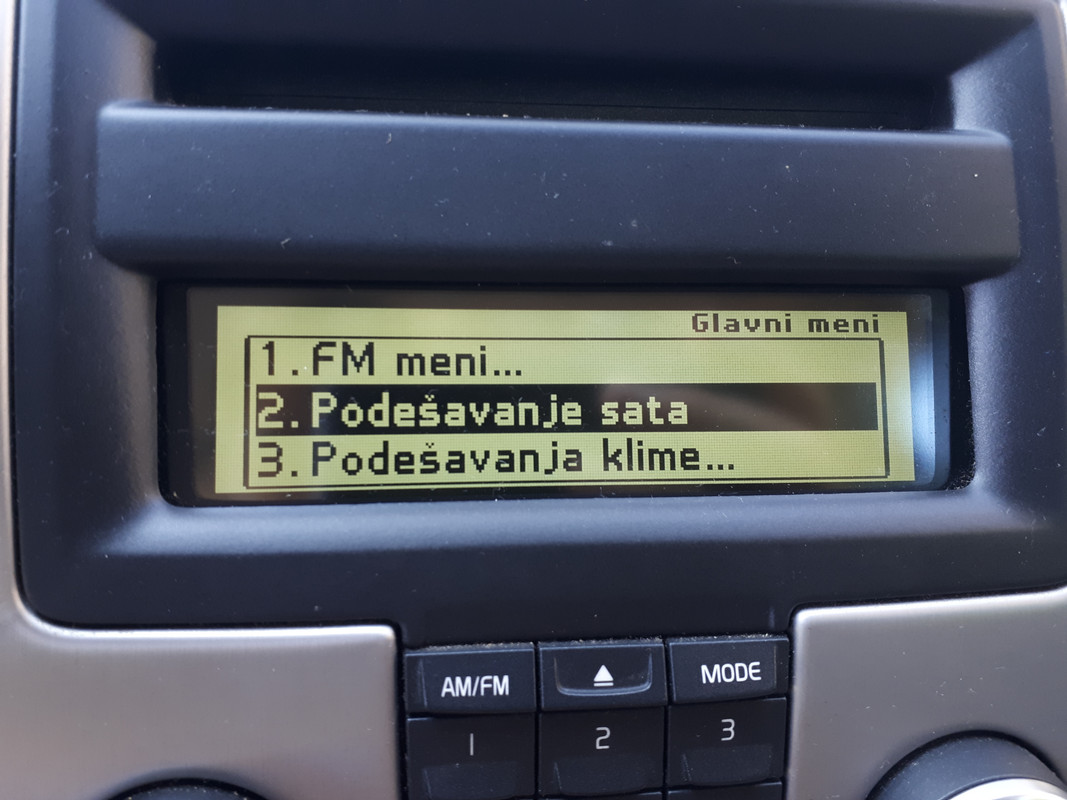 Glavni meni
1. FM meni...
2. Podešavanje sata
3. Podešavanja klime...
AM/FM
MODE
1
2
3